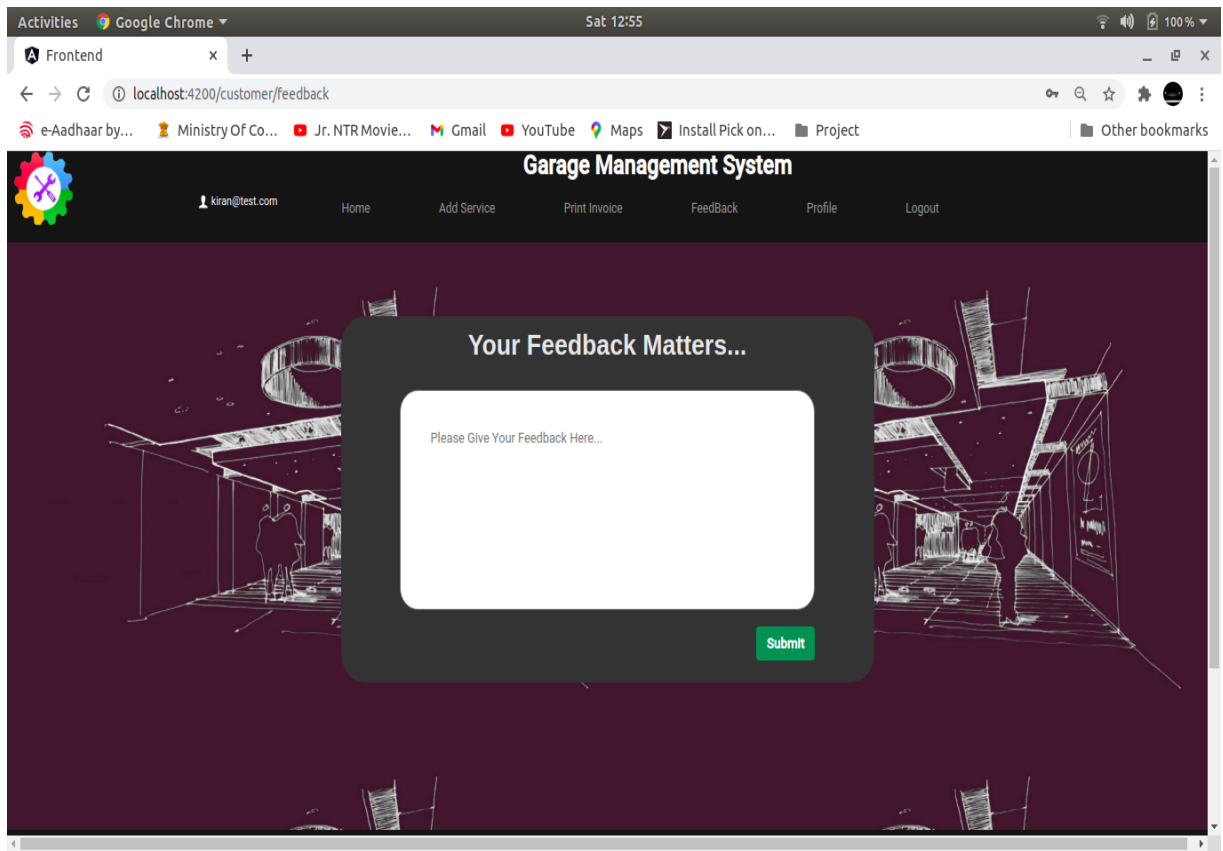 Activities Google Chrome Sat 12:55 100%
Frontend
localhost:4200/customer/feedback
e-Aadhaar by... Ministry Of Co... Jr. NTR Movie... Gmail YouTube Maps Install Pick on... Project Other bookmarks
Garage Management System
kiran@test.com Home Add Service Print Invoice FeedBack Profile Logout
Your Feedback Matters...
Please Give Your Feedback Here...
Submit